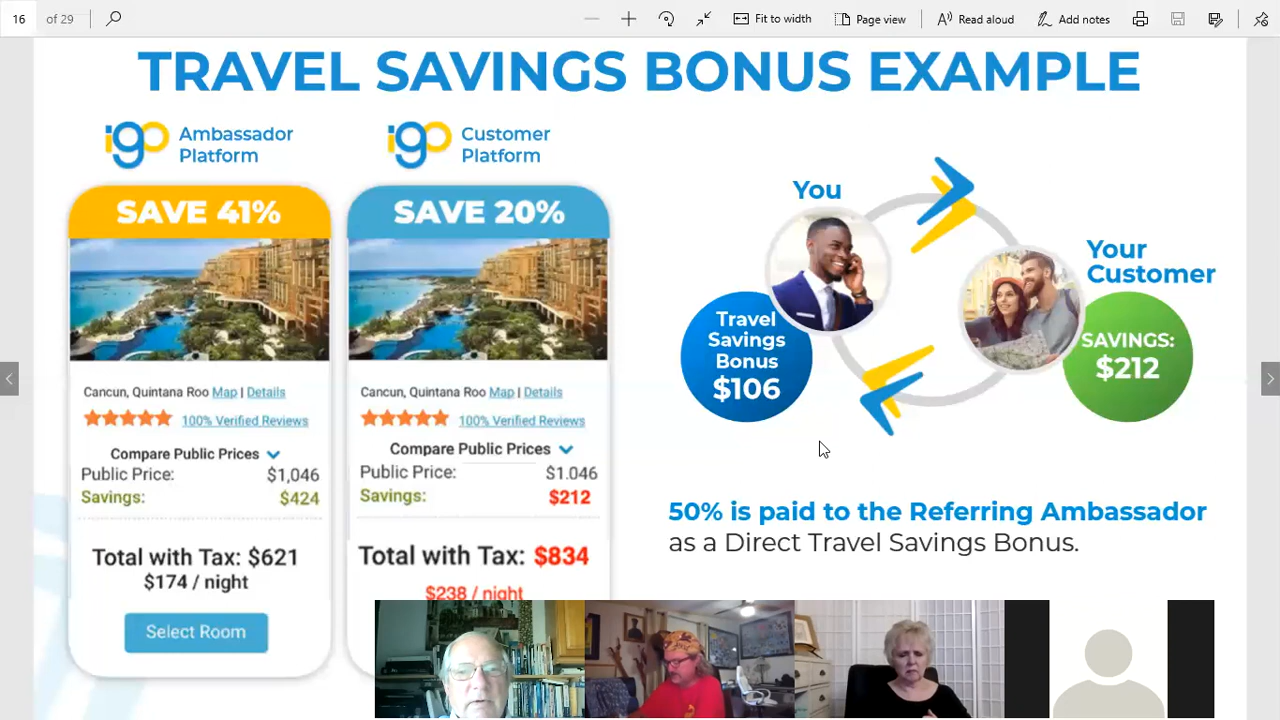 16 of 29
Fit to width
Page view
Read aloud
Add notes
TRAVEL SAVINGS BONUS EXAMPLE
igo Ambassador
Platform
SAVE 41%
Cancun, Quintana Roo Map | Details
100% Verified Reviews
Compare Public Prices
Public Price: $1,046
Savings: $424
Total with Tax: $621
$174 / night
Select Room
igo Customer
Platform
SAVE 20%
Cancun, Quintana Roo Map | Details
100% Verified Reviews
Compare Public Prices
Public Price: $1.046
Savings: $212
Total with Tax: $834
$238 / night
You
Travel
Savings
Bonus
$106
Your
Customer
SAVINGS:
$212
50% is paid to the Referring Ambassador
as a Direct Travel Savings Bonus.